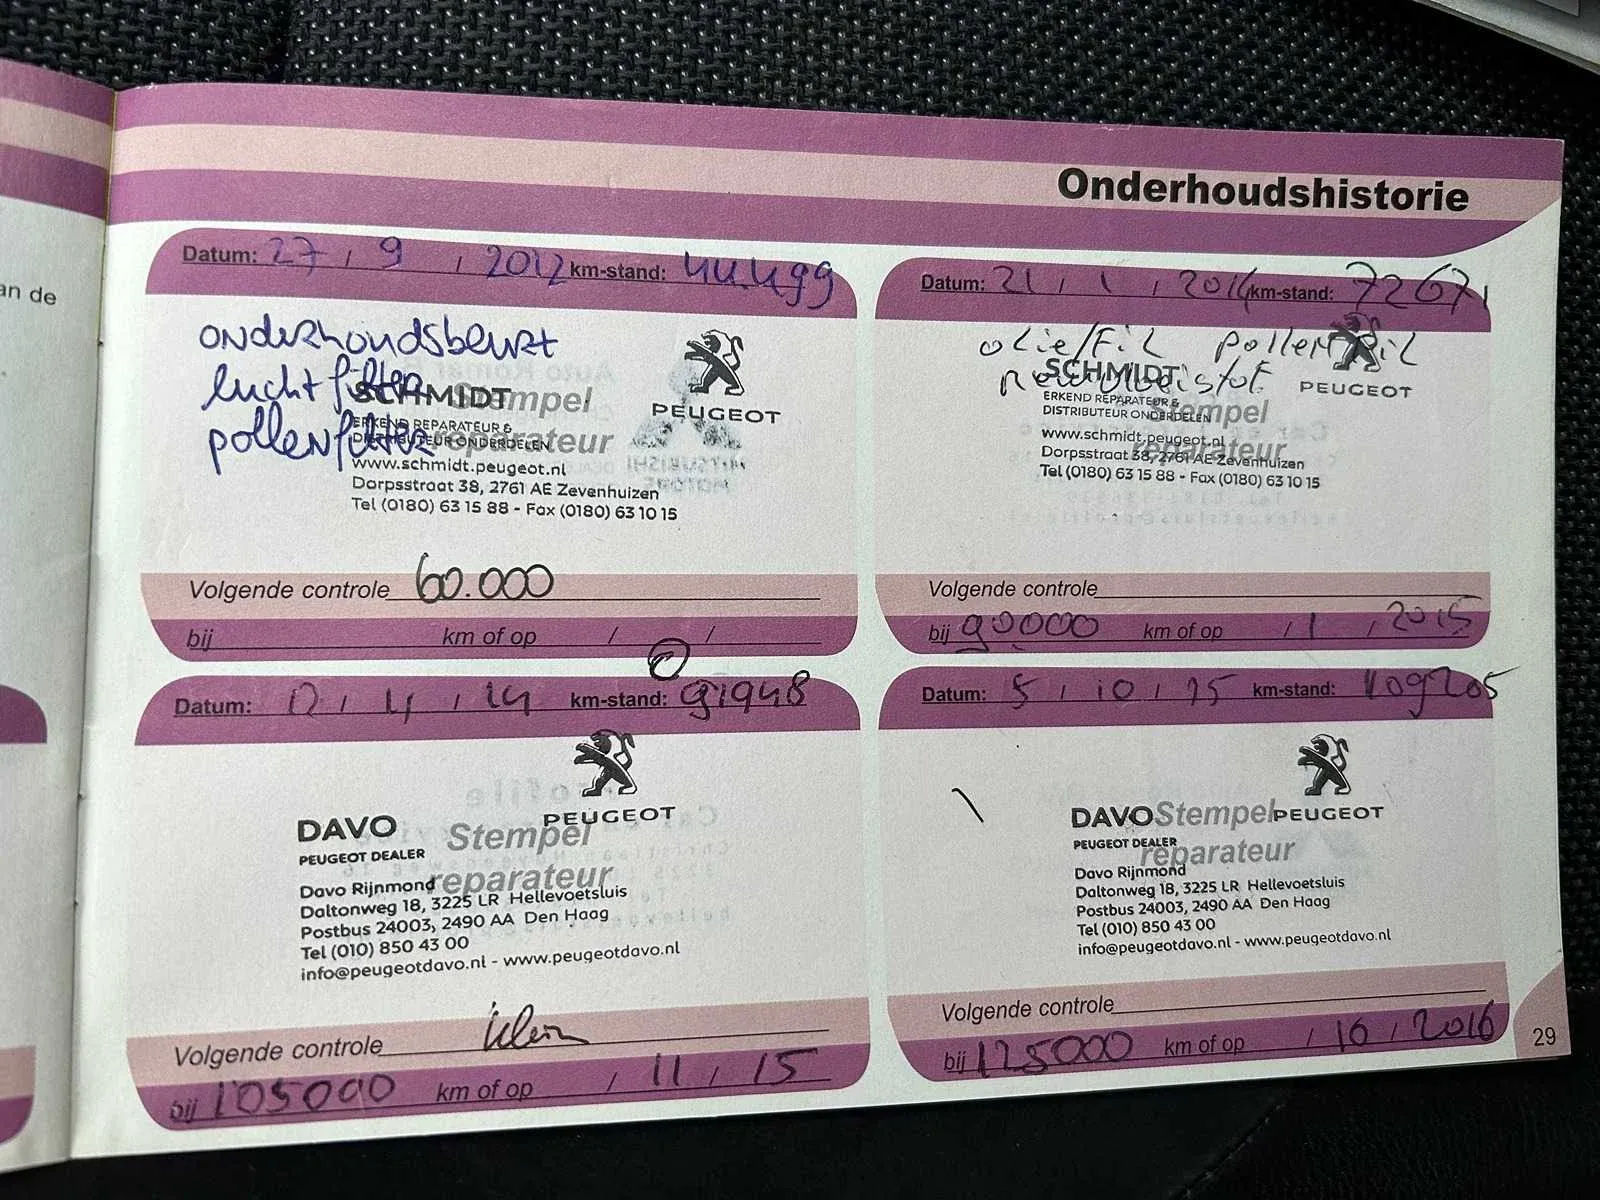 an de
Onderhoudshistorie
Datum: 27 / 9 / 2012 km-stand: 44.499
onderhoudsbeurt
luchtfilter
pollenfilter
PEUGEOT
SCHMIDT
Stempel
reparateur
ERKEND REPARATEUR &
DISTRIBUTEUR ONDERDELEN
www.schmidt.peugeot.nl
Dorpsstraat 38, 2761 AE Zevenhuizen
Tel (0180) 63 15 88 - Fax (0180) 63 10 15
Volgende controle 60.000
bij km of op / /
Datum: 21 / 1 / 2014 km-stand: 72671
olie/Fil pollenfil
PEUGEOT
SCHMIDT
Stempel
reparateur
ERKEND REPARATEUR &
DISTRIBUTEUR ONDERDELEN
www.schmidt.peugeot.nl
Dorpsstraat 38, 2761 AE Zevenhuizen
Tel (0180) 63 15 88 - Fax (0180) 63 10 15
Volgende controle
bij 90000 km of op / 1 / 2015
Datum: / 14 km-stand: 91948
PEUGEOT
DAVO Stempel
PEUGEOT DEALER
reparateur
Davo Rijnmond
Daltonweg 18, 3225 LR Hellevoetsluis
Postbus 24003, 2490 AA Den Haag
Tel (010) 850 43 00
info@peugeotdavo.nl - www.peugeotdavo.nl
Volgende controle klein
bij 105000 km of op / 11 / 15
Datum: 5 / 10 / 15 km-stand: 109205
DAVO Stempel PEUGEOT
PEUGEOT DEALER
reparateur
Davo Rijnmond
Daltonweg 18, 3225 LR Hellevoetsluis
Postbus 24003, 2490 AA Den Haag
Tel (010) 850 43 00
info@peugeotdavo.nl - www.peugeotdavo.nl
Volgende controle
bij 125000 km of op / 10 / 2016
29